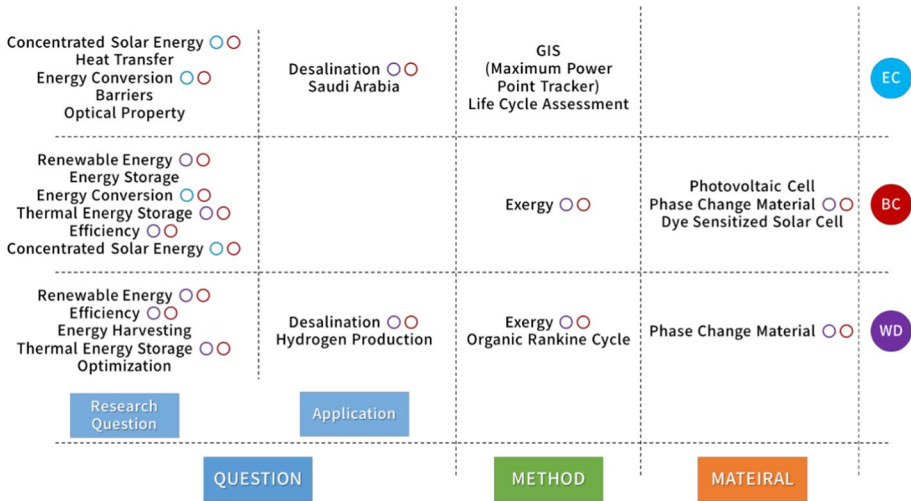 Concentrated Solar Energy
Heat Transfer
Energy Conversion
Barriers
Optical Property
Desalination
Saudi Arabia
GIS
(Maximum Power
Point Tracker)
Life Cycle Assessment
EC
Renewable Energy
Energy Storage
Energy Conversion
Thermal Energy Storage
Efficiency
Concentrated Solar Energy
Exergy
Photovoltaic Cell
Phase Change Material
Dye Sensitized Solar Cell
BC
Renewable Energy
Efficiency
Energy Harvesting
Thermal Energy Storage
Optimization
Desalination
Hydrogen Production
Exergy
Organic Rankine Cycle
Phase Change Material
WD
Research
Question
Application
QUESTION
METHOD
MATEIRAL